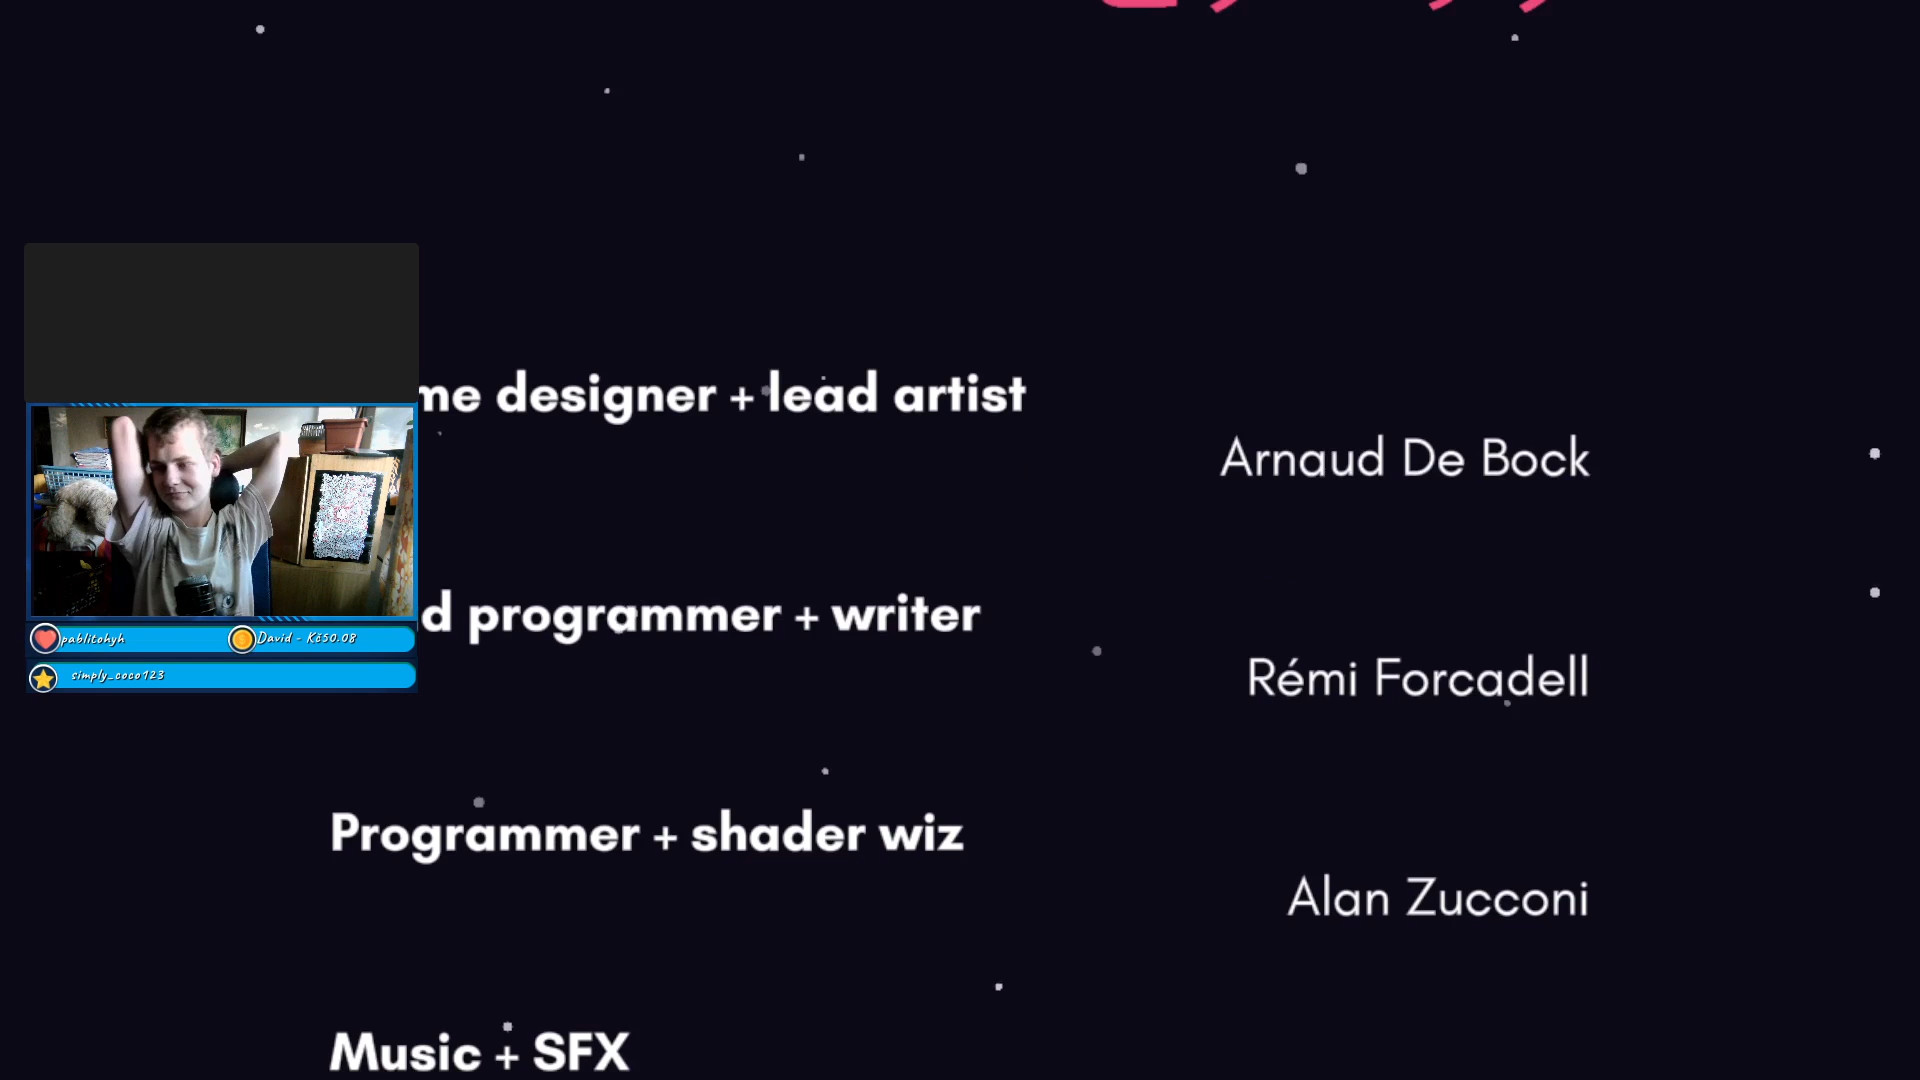 me designer + lead artist
Arnaud De Bock
d programmer + writer
Rémi Forcadell
Programmer + shader wiz
Alan Zucconi
Music + SFX
pablitohyh
David - Kč50.08
simply_coco123